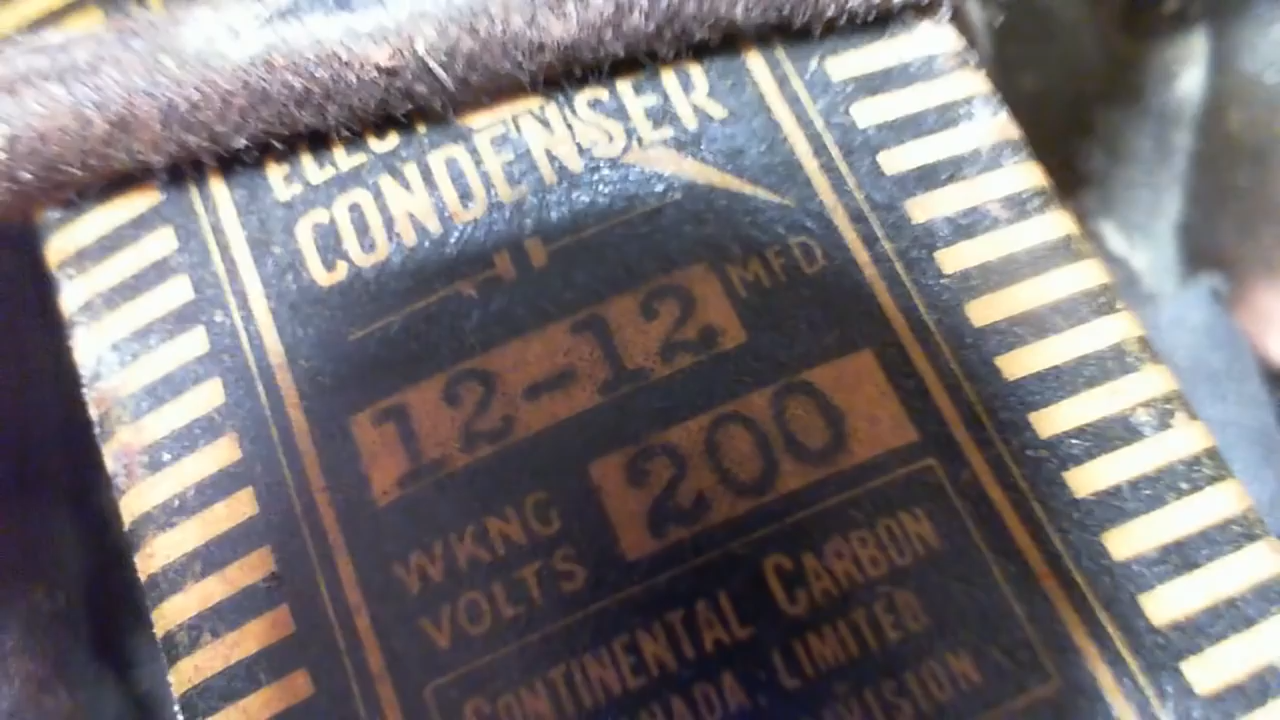 CONDENSER
12-12 MFD.
WKNG VOLTS 200
CONTINENTAL CARBON
LIMITED